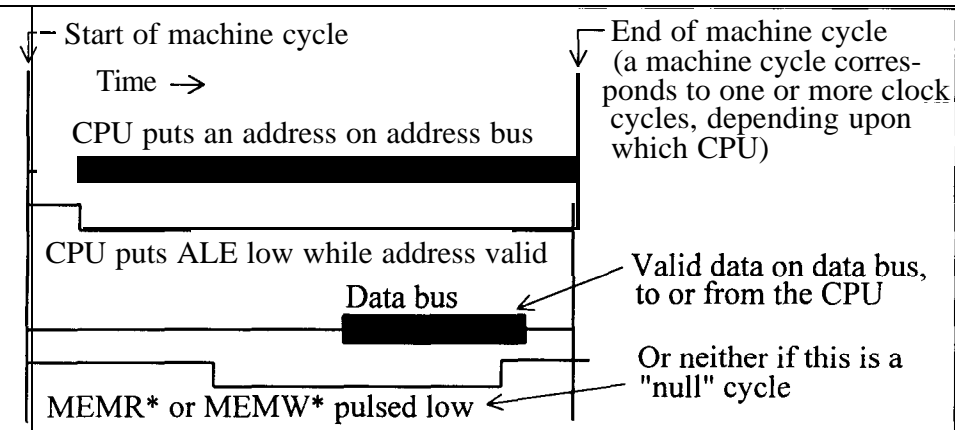 Start of machine cycle
End of machine cycle
(a machine cycle corres-
ponds to one or more clock
cycles, depending upon
which CPU)
Time →
CPU puts an address on address bus
CPU puts ALE low while address valid
Valid data on data bus,
to or from the CPU
Data bus
Or neither if this is a
"null" cycle
MEMR* or MEMW* pulsed low